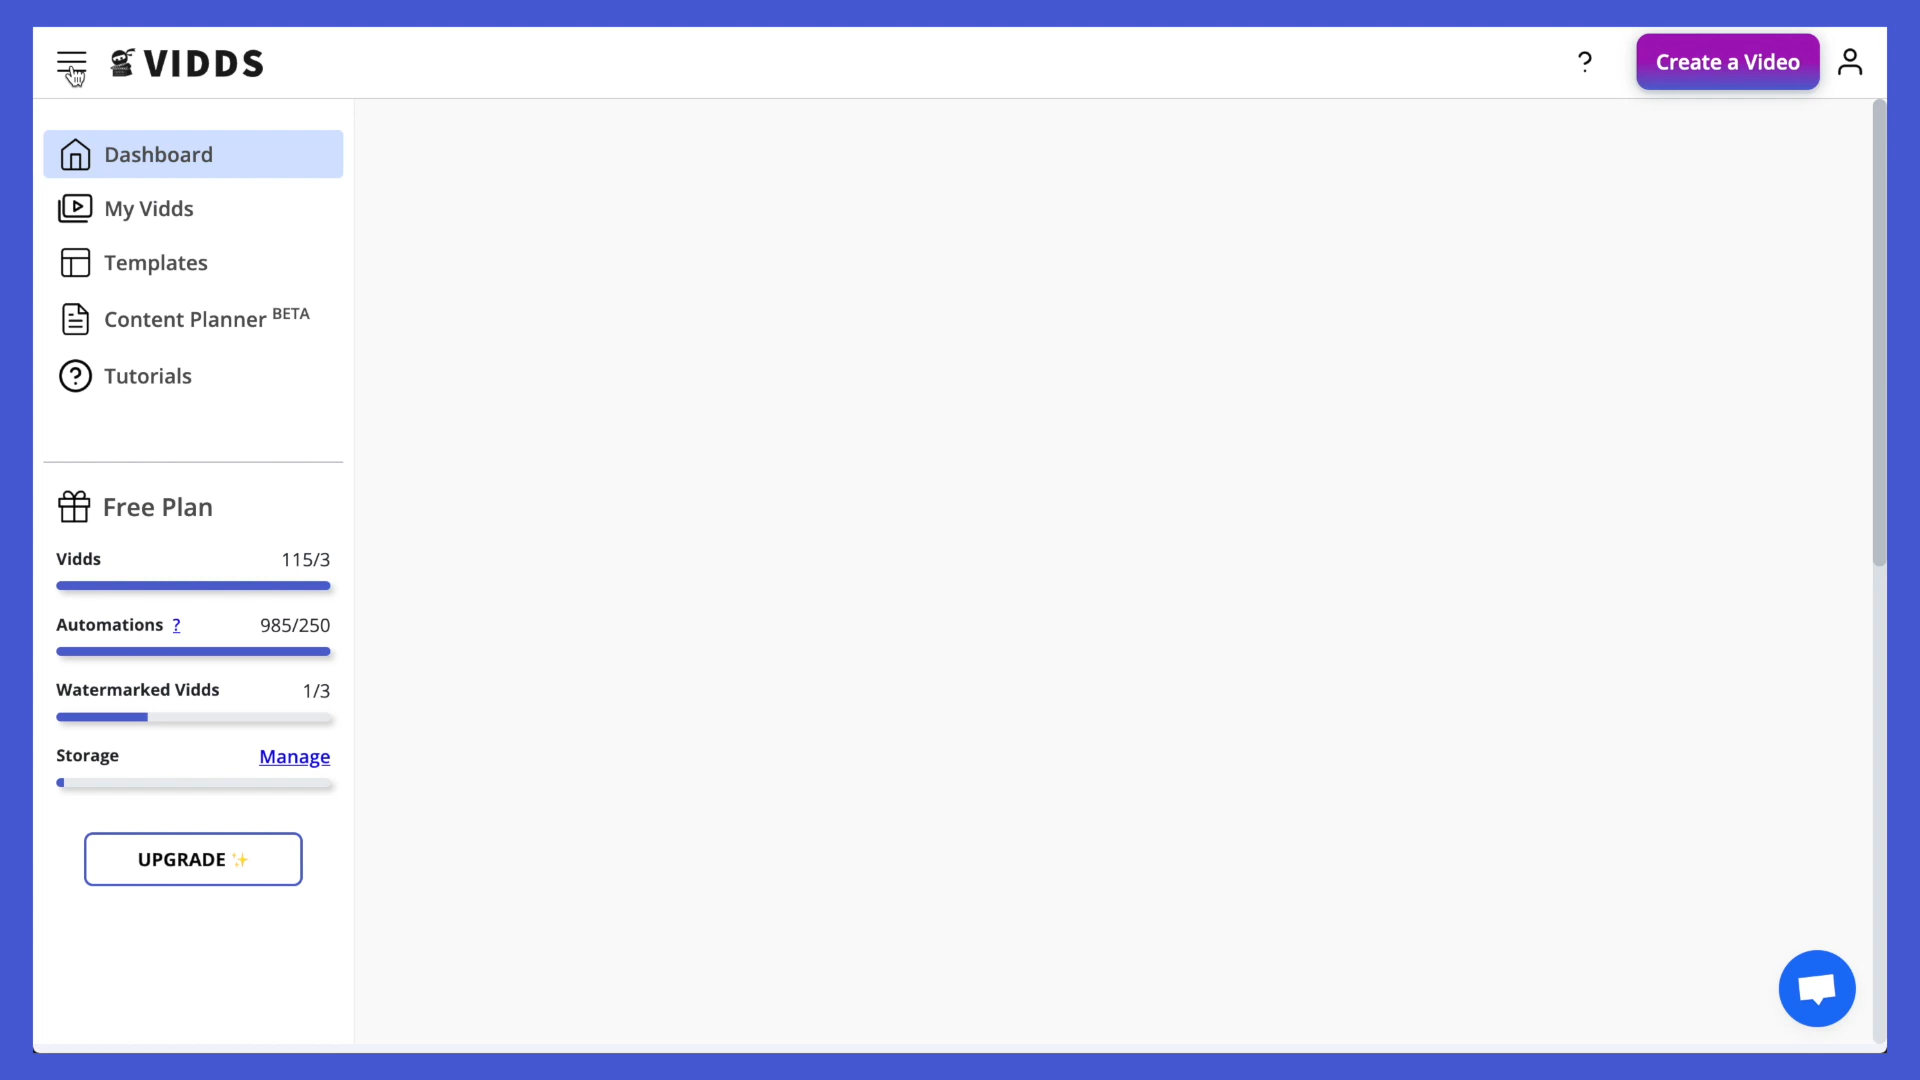 VIDDS
?
Create a Video
Dashboard
My Vidds
Templates
Content Planner BETA
Tutorials
Free Plan
Vidds 115/3
Automations ? 985/250
Watermarked Vidds 1/3
Storage Manage
UPGRADE ✨